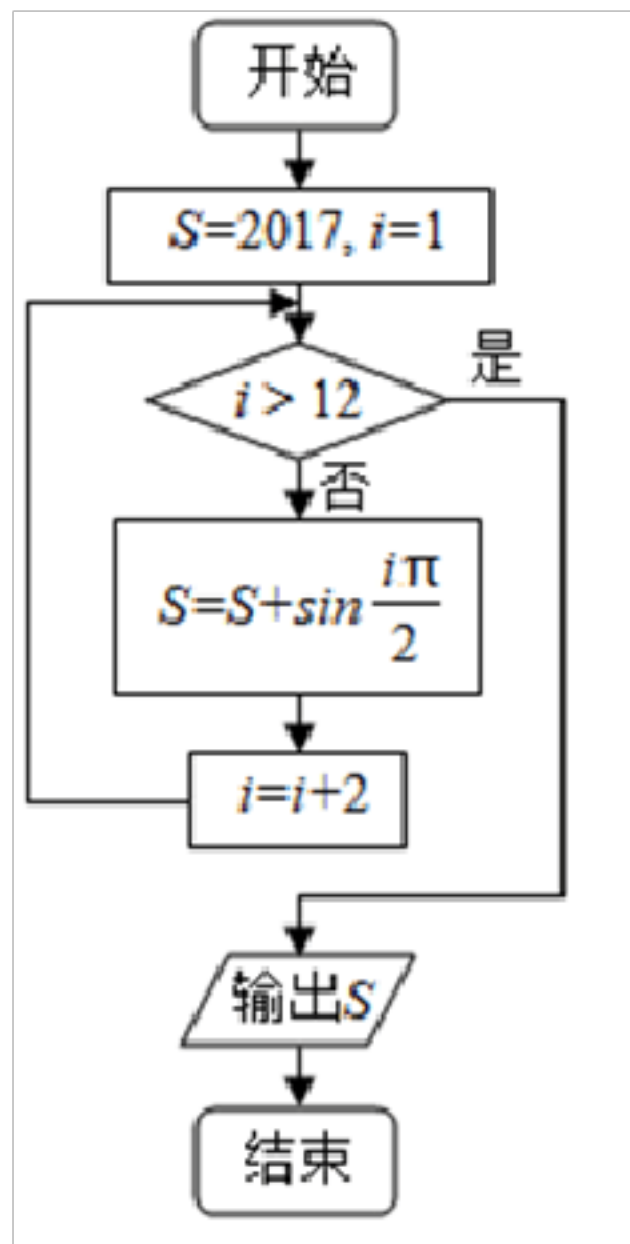 开始
S=2017, i=1
i > 12
是
否
S=S+sin iπ/2
i=i+2
输出S
结束